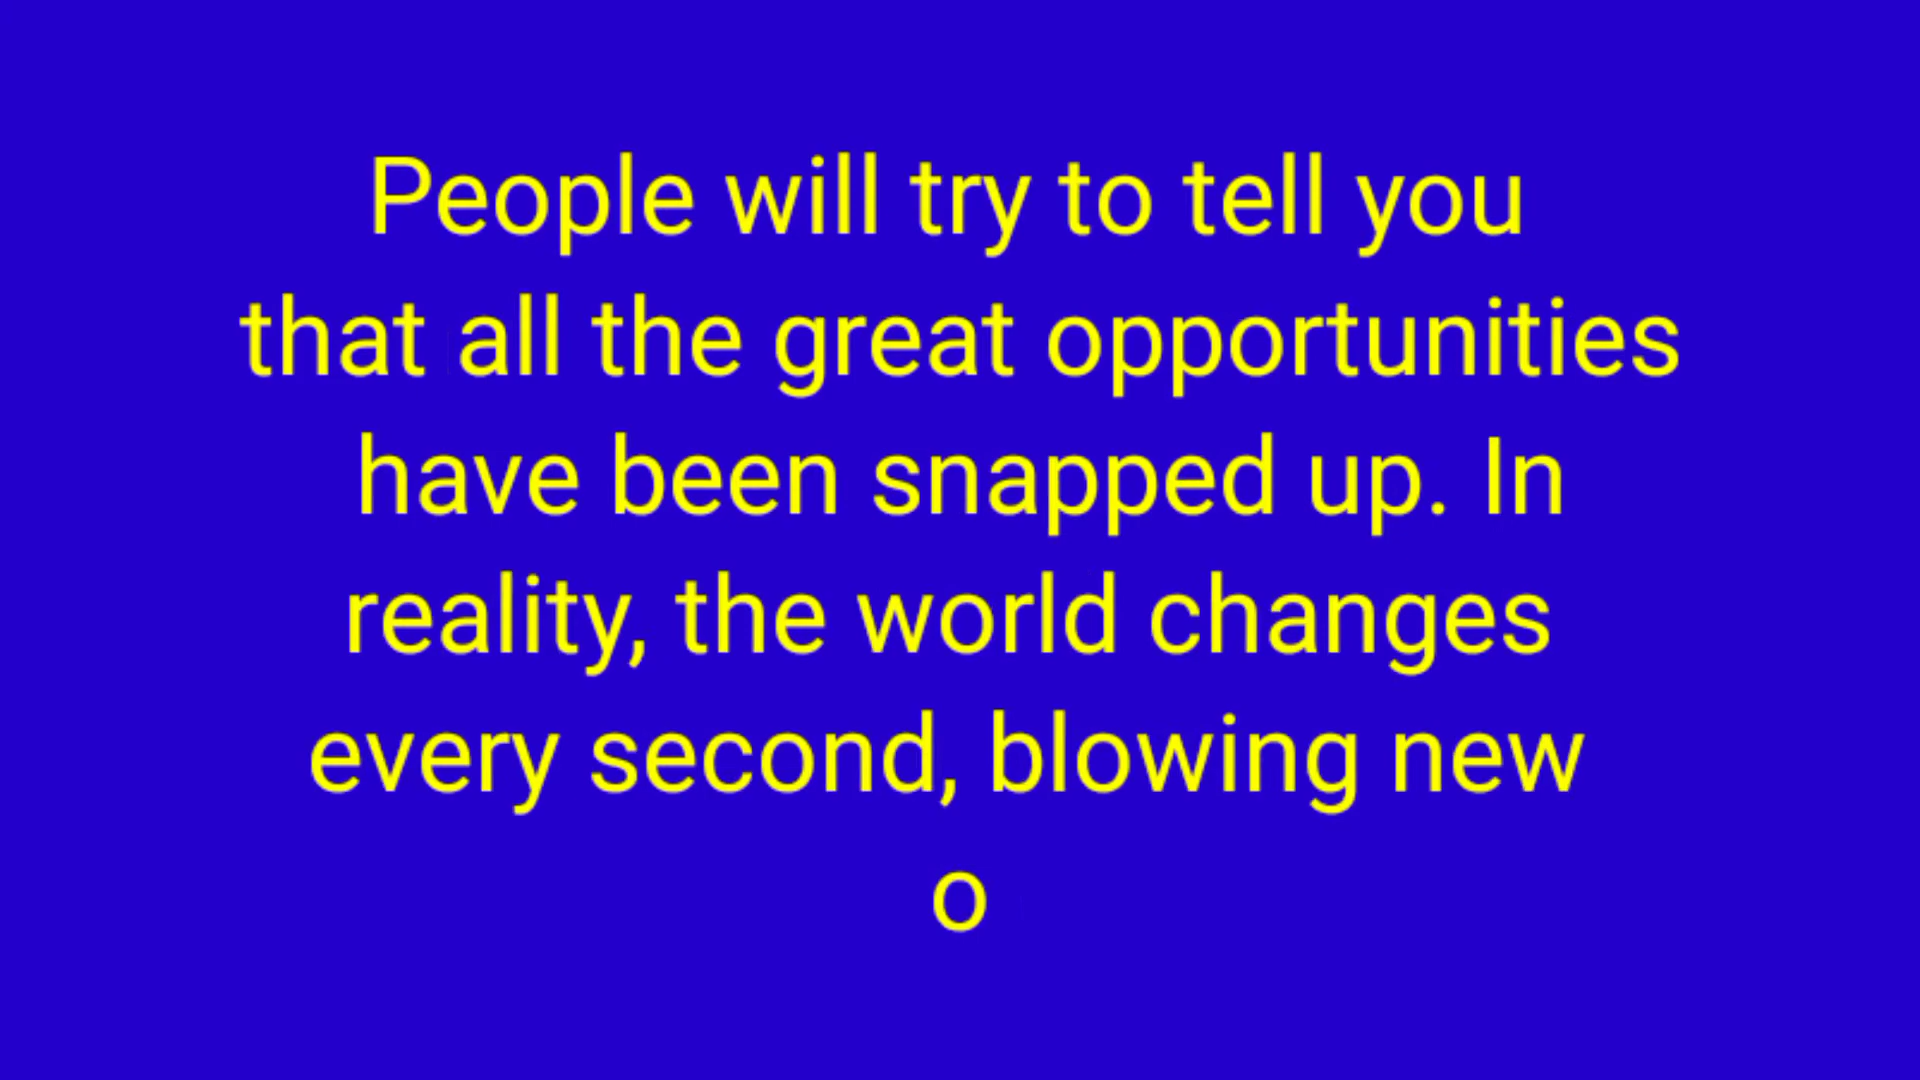 People will try to tell you
that all the great opportunities
have been snapped up. In
reality, the world changes
every second, blowing new
o